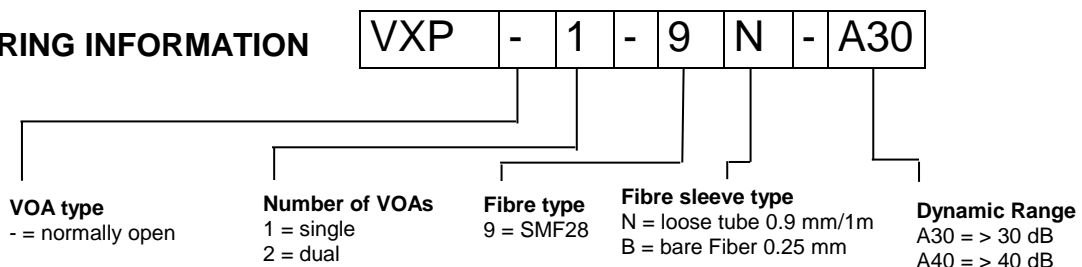 RING INFORMATION
VXP - 1 - 9 N - A30
VOA type
- = normally open
Number of VOAs
1 = single
2 = dual
Fibre type
9 = SMF28
Fibre sleeve type
N = loose tube 0.9 mm/1m
B = bare Fiber 0.25 mm
Dynamic Range
A30 = > 30 dB
A40 = > 40 dB